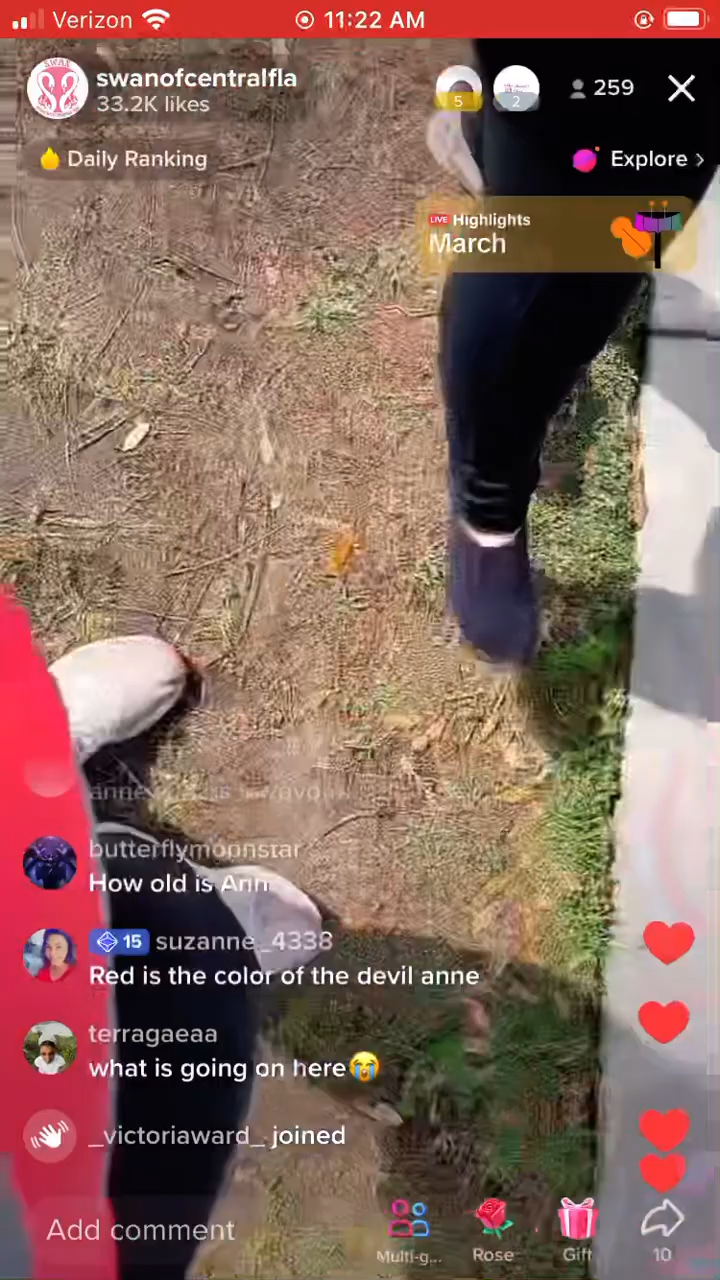 Verizon 11:22 AM
swanofcentralfla
33.2K likes
5 2 259
Daily Ranking
Explore >
LIVE Highlights
March
butterflymoonstar
How old is Ann
15 suzanne_4338
Red is the color of the devil anne
terragaeaa
what is going on here😭
_victoriaward_ joined
Add comment
Multi-g... Rose Gift 10